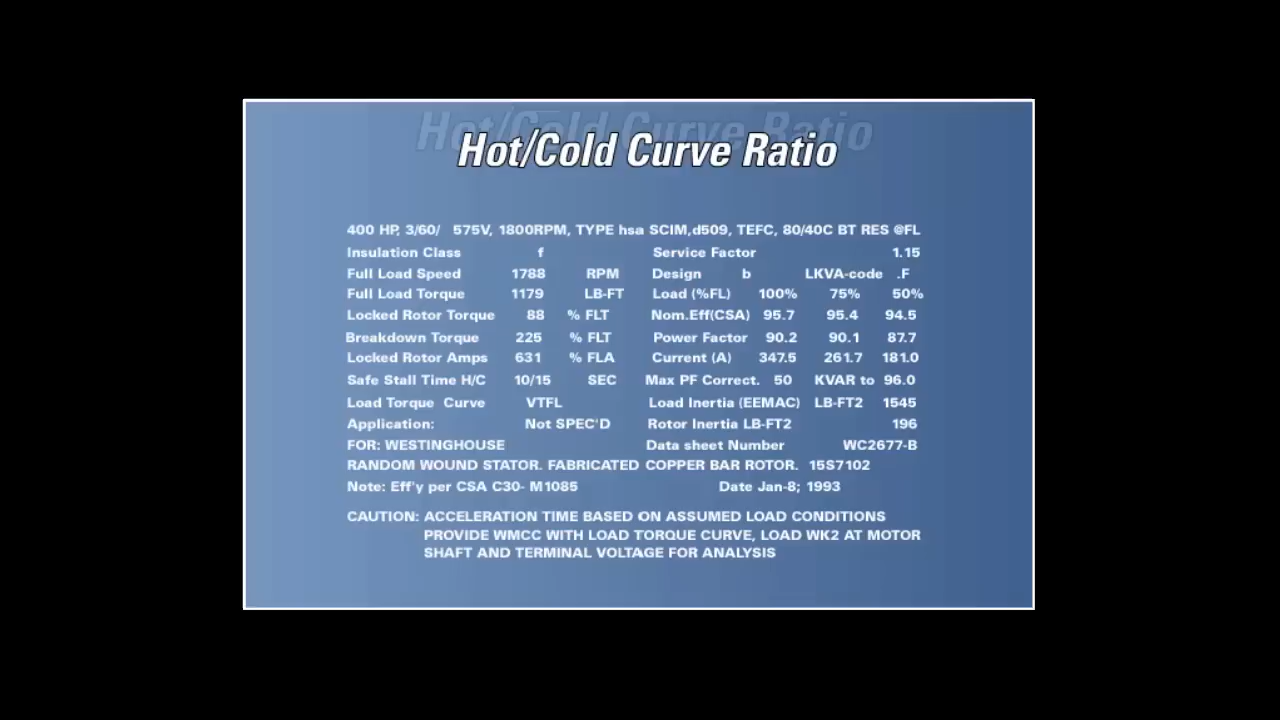 Hot/Cold Curve Ratio
400 HP, 3/60/ 575V, 1800RPM, TYPE hsa SCIM,d509, TEFC, 80/40C BT RES @FL
Insulation Class f Service Factor 1.15
Full Load Speed 1788 RPM Design b LKVA-code .F
Full Load Torque 1179 LB-FT Load (%FL) 100% 75% 50%
Locked Rotor Torque 88 % FLT Nom.Eff(CSA) 95.7 95.4 94.5
Breakdown Torque 225 % FLT Power Factor 90.2 90.1 87.7
Locked Rotor Amps 631 % FLA Current (A) 347.5 261.7 181.0
Safe Stall Time H/C 10/15 SEC Max PF Correct. 50 KVAR to 96.0
Load Torque Curve VTFL Load Inertia (EEMAC) LB-FT2 1545
Application: Not SPEC'D Rotor Inertia LB-FT2 196
FOR: WESTINGHOUSE Data sheet Number WC2677-B
RANDOM WOUND STATOR. FABRICATED COPPER BAR ROTOR. 15S7102
Note: Eff'y per CSA C30- M1085 Date Jan-8; 1993
CAUTION: ACCELERATION TIME BASED ON ASSUMED LOAD CONDITIONS
PROVIDE WMCC WITH LOAD TORQUE CURVE, LOAD WK2 AT MOTOR
SHAFT AND TERMINAL VOLTAGE FOR ANALYSIS